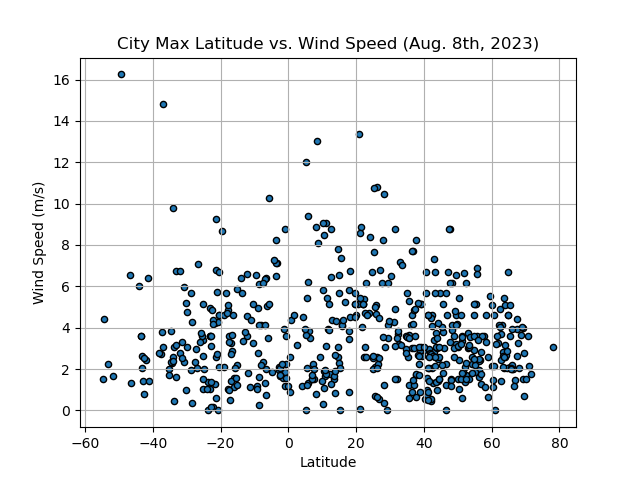 City Max Latitude vs. Wind Speed (Aug. 8th, 2023)
Wind Speed (m/s)
16
14
12
10
8
6
4
2
0
−60 −40 −20 0 20 40 60 80
Latitude